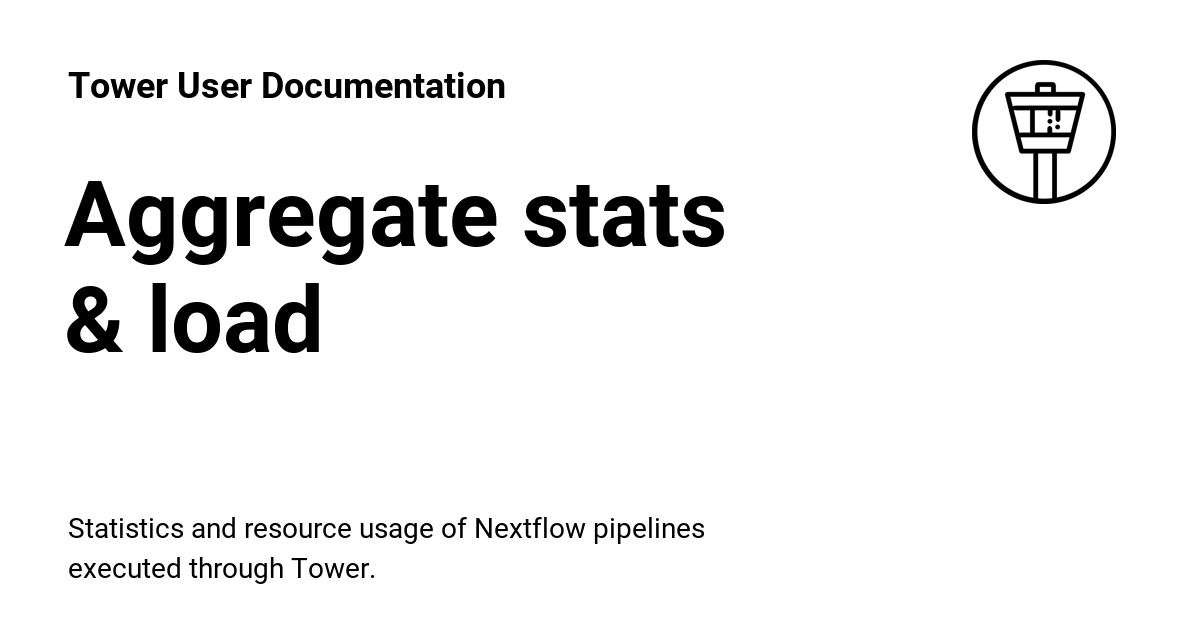 Tower User Documentation
Aggregate stats
& load
Statistics and resource usage of Nextflow pipelines
executed through Tower.